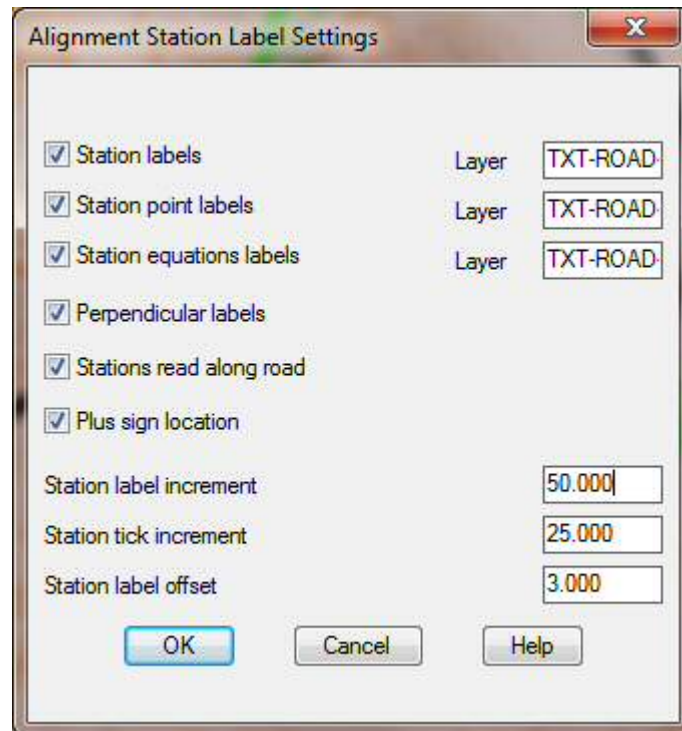 Alignment Station Label Settings
Station labels Layer TXT-ROAD-
Station point labels Layer TXT-ROAD-
Station equations labels Layer TXT-ROAD-
Perpendicular labels
Stations read along road
Plus sign location
Station label increment 50.000
Station tick increment 25.000
Station label offset 3.000
OK Cancel Help